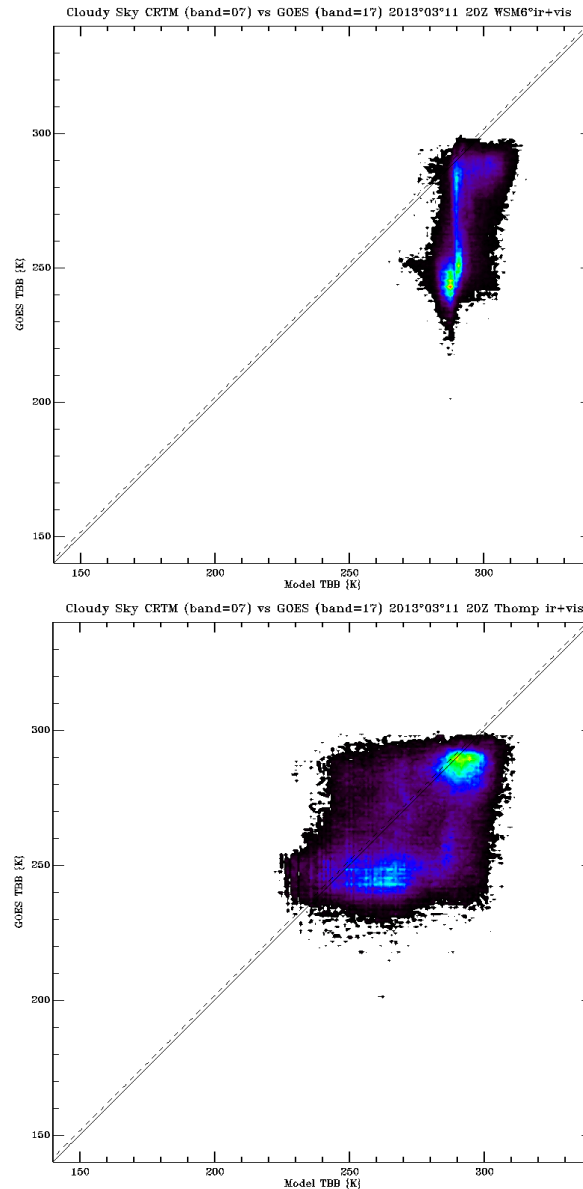 Cloudy Sky CRTM (band=07) vs GOES (band=17) 2013°03°11 20Z WSM6°ir+vis
300
250
200
150
GOES TBB {K}
150 200 250 300
Model TBB {K}
Cloudy Sky CRTM (band=07) vs GOES (band=17) 2013°03°11 20Z Thomp ir+vis
300
250
200
150
GOES TBB {K}
150 200 250 300
Model TBB {K}